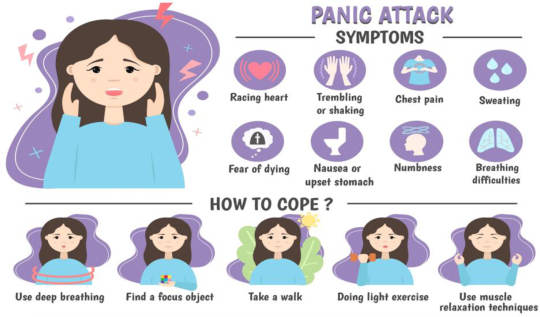 PANIC ATTACK
SYMPTOMS
Racing heart
Trembling
or shaking
Chest pain
Sweating
Fear of dying
Nausea or
upset stomach
Numbness
Breathing
difficulties
HOW TO COPE ?
Use deep breathing
Find a focus object
Take a walk
Doing light exercise
Use muscle
relaxation techniques